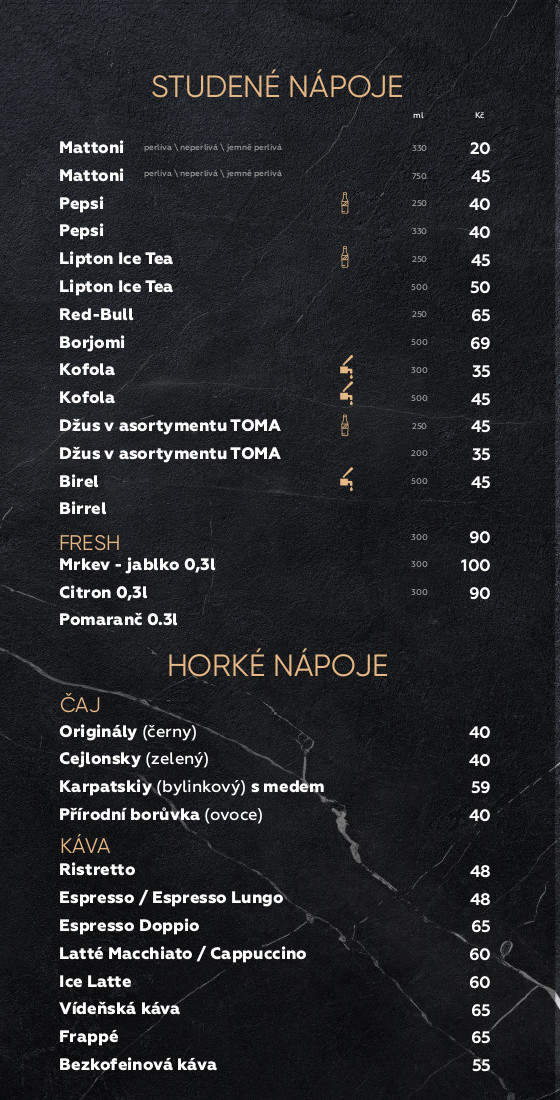 STUDENÉ NÁPOJE
ml Kč
Mattoni perlivá \ neperlivá \ jemně perlivá 330 20
Mattoni perlivá \ neperlivá \ jemně perlivá 750 45
Pepsi 250 40
Pepsi 330 40
Lipton Ice Tea 250 45
Lipton Ice Tea 500 50
Red-Bull 250 65
Borjomi 500 69
Kofola 300 35
Kofola 500 45
Džus v asortymentu TOMA 250 45
Džus v asortymentu TOMA 200 35
Birel 500 45
Birrel
FRESH 300 90
Mrkev - jablko 0,3l 300 100
Citron 0,3l 300 90
Pomaranč 0.3l
HORKÉ NÁPOJE
ČAJ
Originály (černy) 40
Cejlonsky (zelený) 40
Karpatskiy (bylinkový) s medem 59
Přírodní borůvka (ovoce) 40
KÁVA
Ristretto 48
Espresso / Espresso Lungo 48
Espresso Doppio 65
Latté Macchiato / Cappuccino 60
Ice Latte 60
Vídeňská káva 65
Frappé 65
Bezkofeinová káva 55